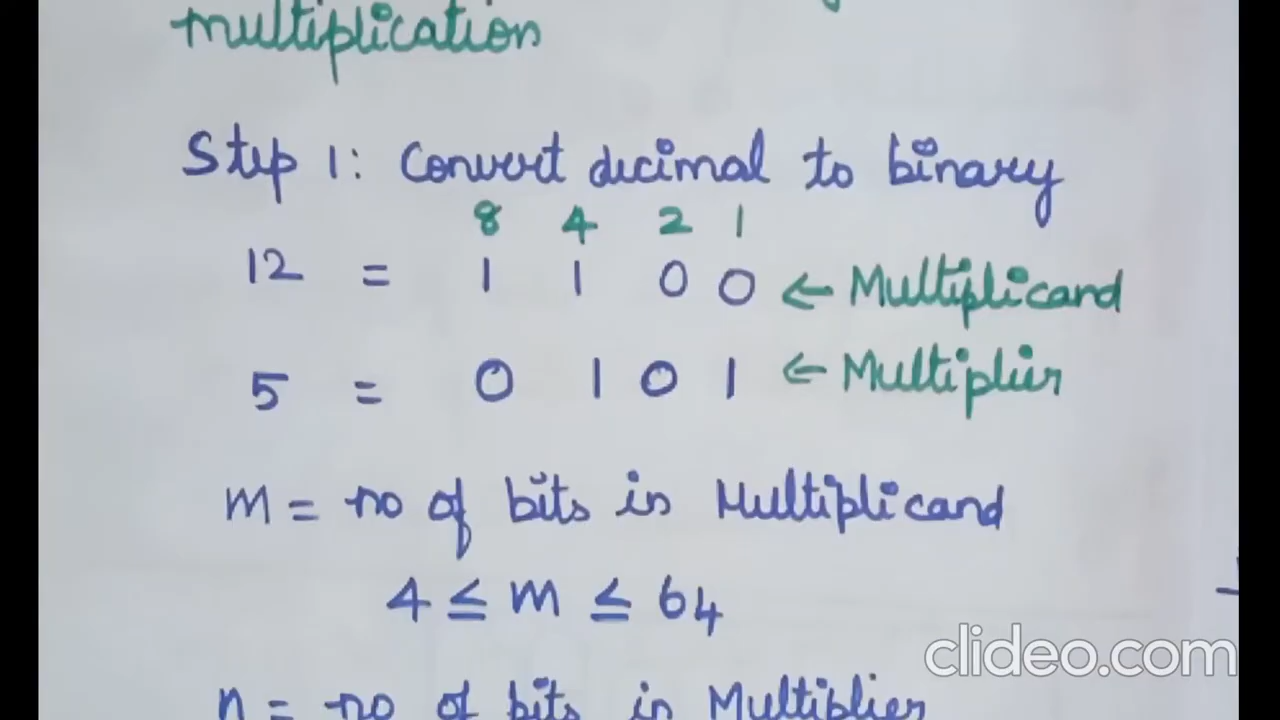 multiplication
Step 1: Convert decimal to binary
8 4 2 1
12 = 1 1 0 0 ← Multiplicand
5 = 0 1 0 1 ← Multiplier
m = no of bits in Multiplicand
4 ≤ m ≤ 64
n = no of bits in Multiplier
clideo.com